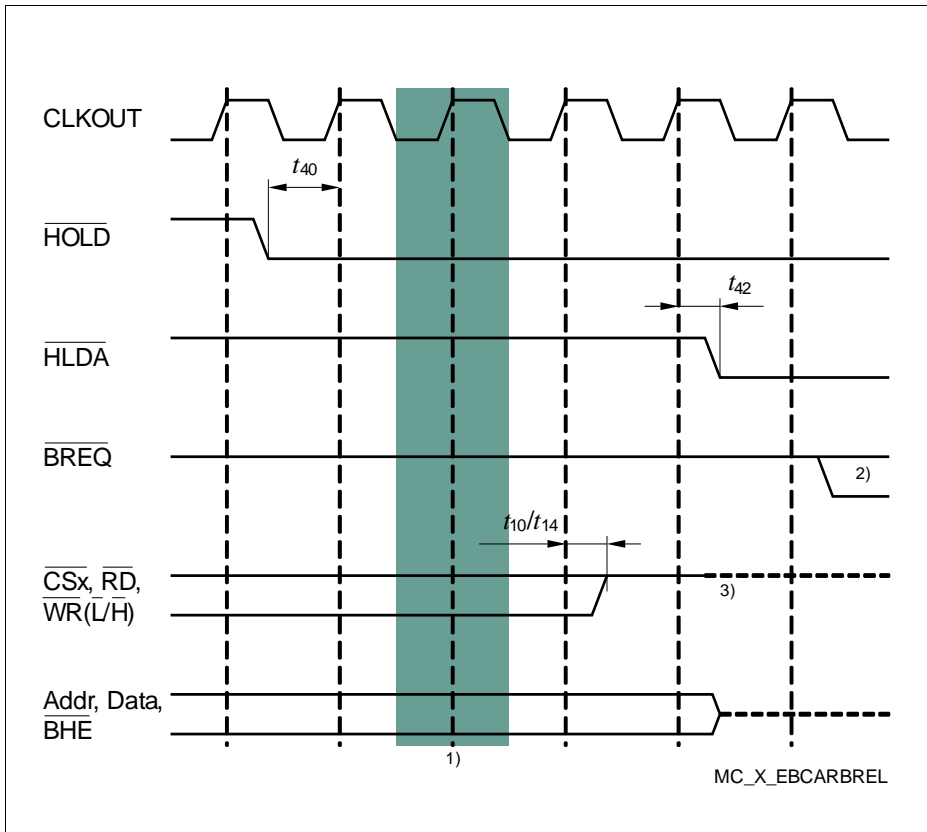 CLKOUT
t40
HOLD
t42
HLDA
BREQ
2)
t10/t14
CSx, RD,
WR(L/H)
3)
Addr, Data,
BHE
1)
MC_X_EBCARBREL